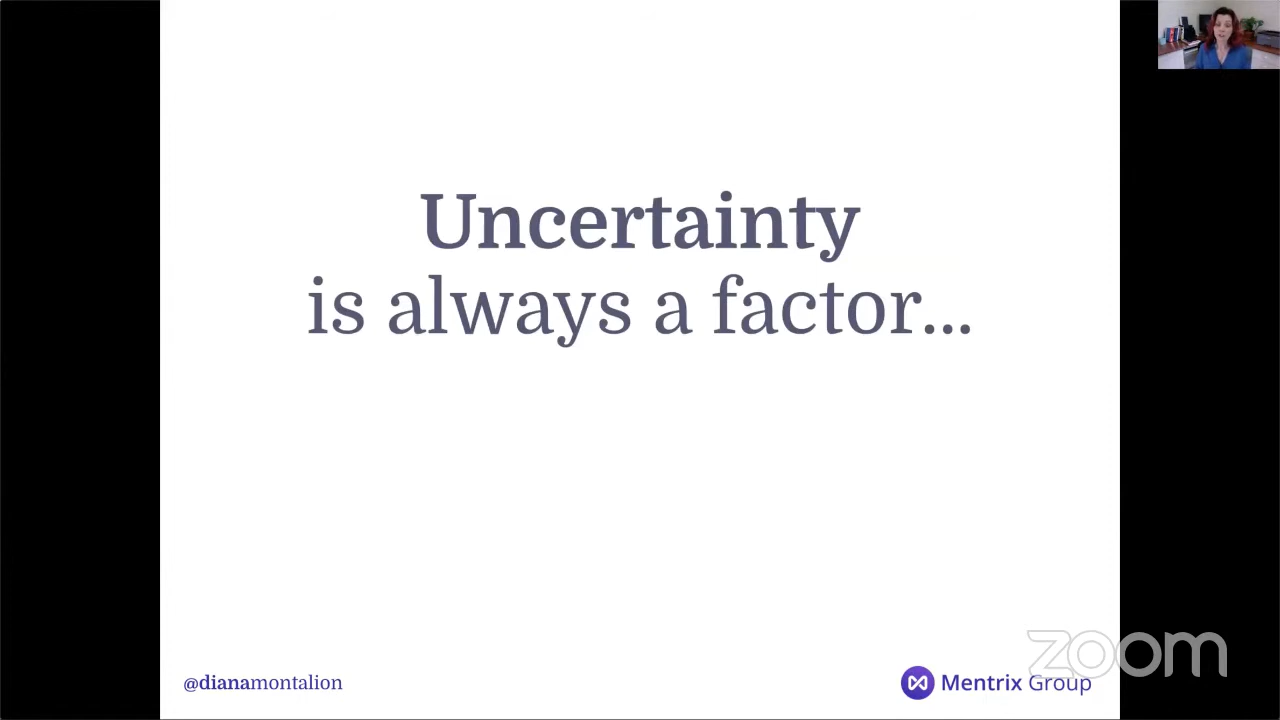 Uncertainty
is always a factor...
@dianamontalion
Mentrix Group
zoom